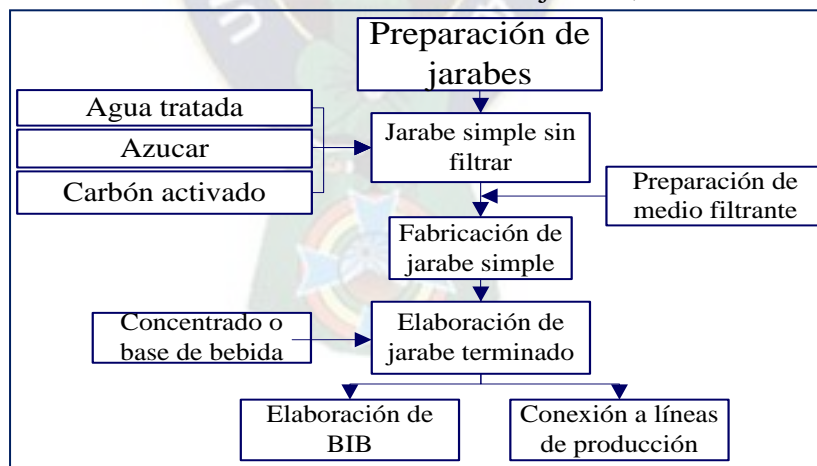 Preparación de
jarabes
Agua tratada
Azucar
Carbón activado
Jarabe simple sin
filtrar
Preparación de
medio filtrante
Fabricación de
jarabe simple
Concentrado o
base de bebida
Elaboración de
jarabe terminado
Elaboración de
BIB
Conexión a líneas
de producción